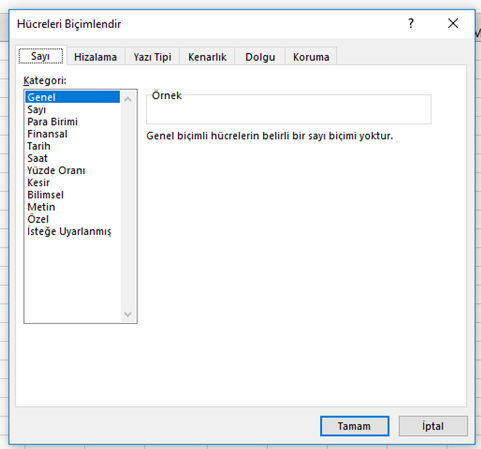 Hücreleri Biçimlendir
?
Sayı Hizalama Yazı Tipi Kenarlık Dolgu Koruma
Kategori:
Genel
Sayı
Para Birimi
Finansal
Tarih
Saat
Yüzde Oranı
Kesir
Bilimsel
Metin
Özel
İsteğe Uyarlanmış
Örnek
Genel biçimli hücrelerin belirli bir sayı biçimi yoktur.
Tamam İptal